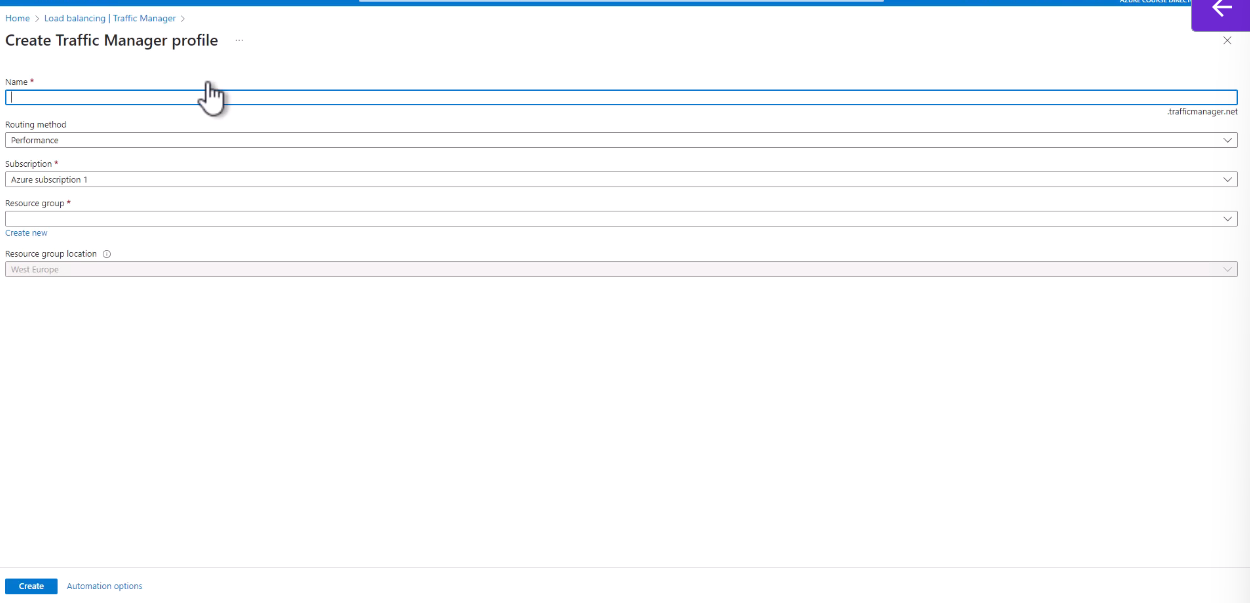 Home > Load balancing | Traffic Manager >
Create Traffic Manager profile ...
Name *
.trafficmanager.net
Routing method
Performance
Subscription *
Azure subscription 1
Resource group *
Create new
Resource group location
West Europe
Create Automation options